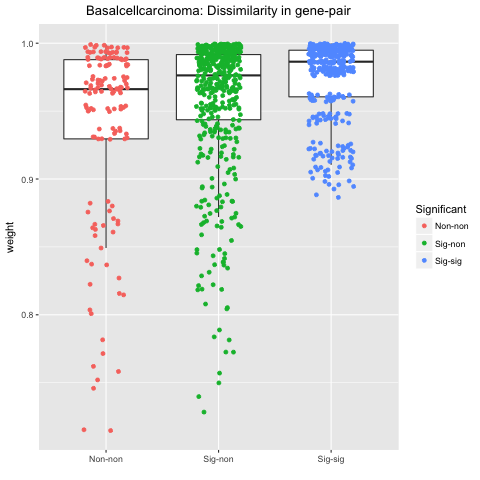 Basalcellcarcinoma: Dissimilarity in gene-pair
1.0
0.9
0.8
weight
Non-non
Sig-non
Sig-sig
Significant
Non-non
Sig-non
Sig-sig